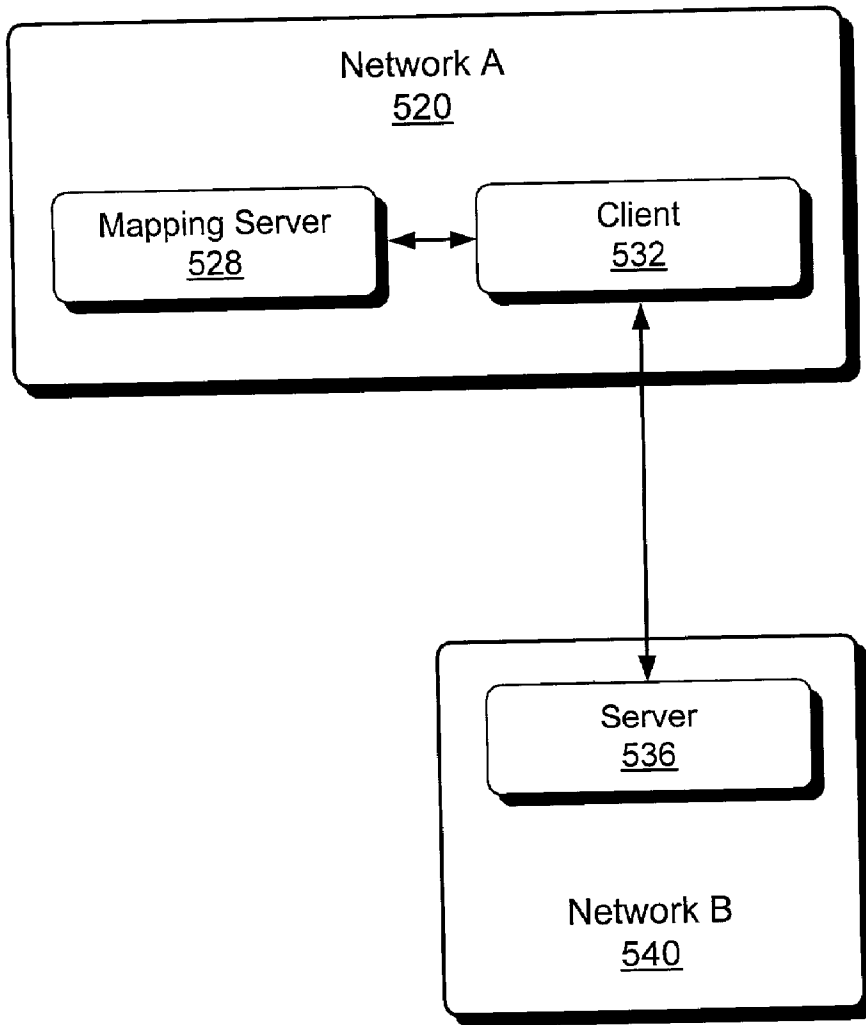 Network A
520
Mapping Server
528
Client
532
Server
536
Network B
540